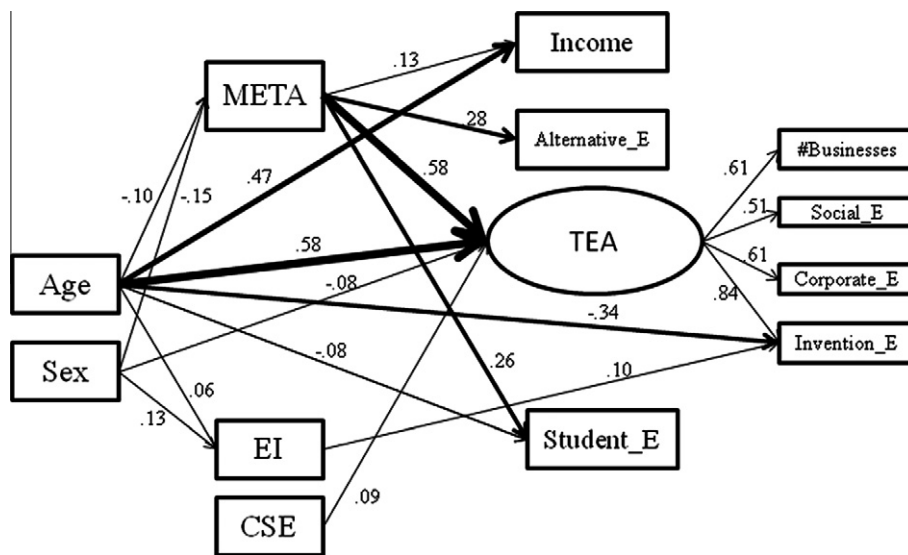 Income
.13
META
Alternative_E
.28
#Businesses
.61
.58
.47
-.10
-.15
Social_E
.51
TEA
.58
Corporate_E
.61
Age
-.08
.84
-.34
Invention_E
Sex
-.08
.10
.26
.06
.13
EI
Student_E
.09
CSE